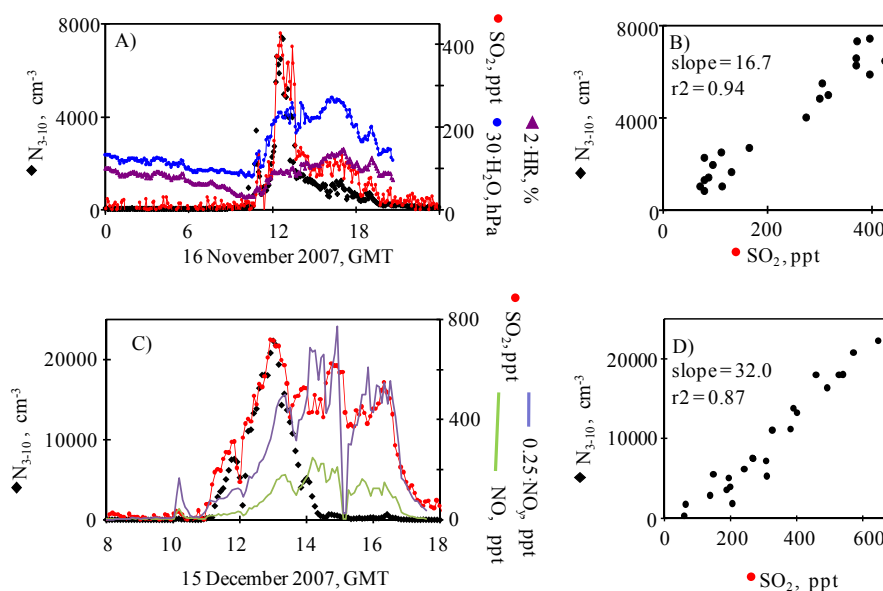 A)
8000
4000
0
◆ N3-10, cm-3
400
200
100
0
● SO2, ppt
● 30·H2O, hPa
▲ 2·HR, %
0
6
12
18
16 November 2007, GMT
B)
slope = 16.7
r2 = 0.94
8000
4000
0
◆ N3-10, cm-3
0
200
400
● SO2, ppt
C)
20000
10000
0
◆ N3-10, cm-3
800
400
200
0
● SO2, ppt
NO, ppt
0.25·NOy, ppt
8
10
12
14
16
18
15 December 2007, GMT
D)
slope = 32.0
r2 = 0.87
20000
10000
0
◆ N3-10, cm-3
0
200
400
600
● SO2, ppt